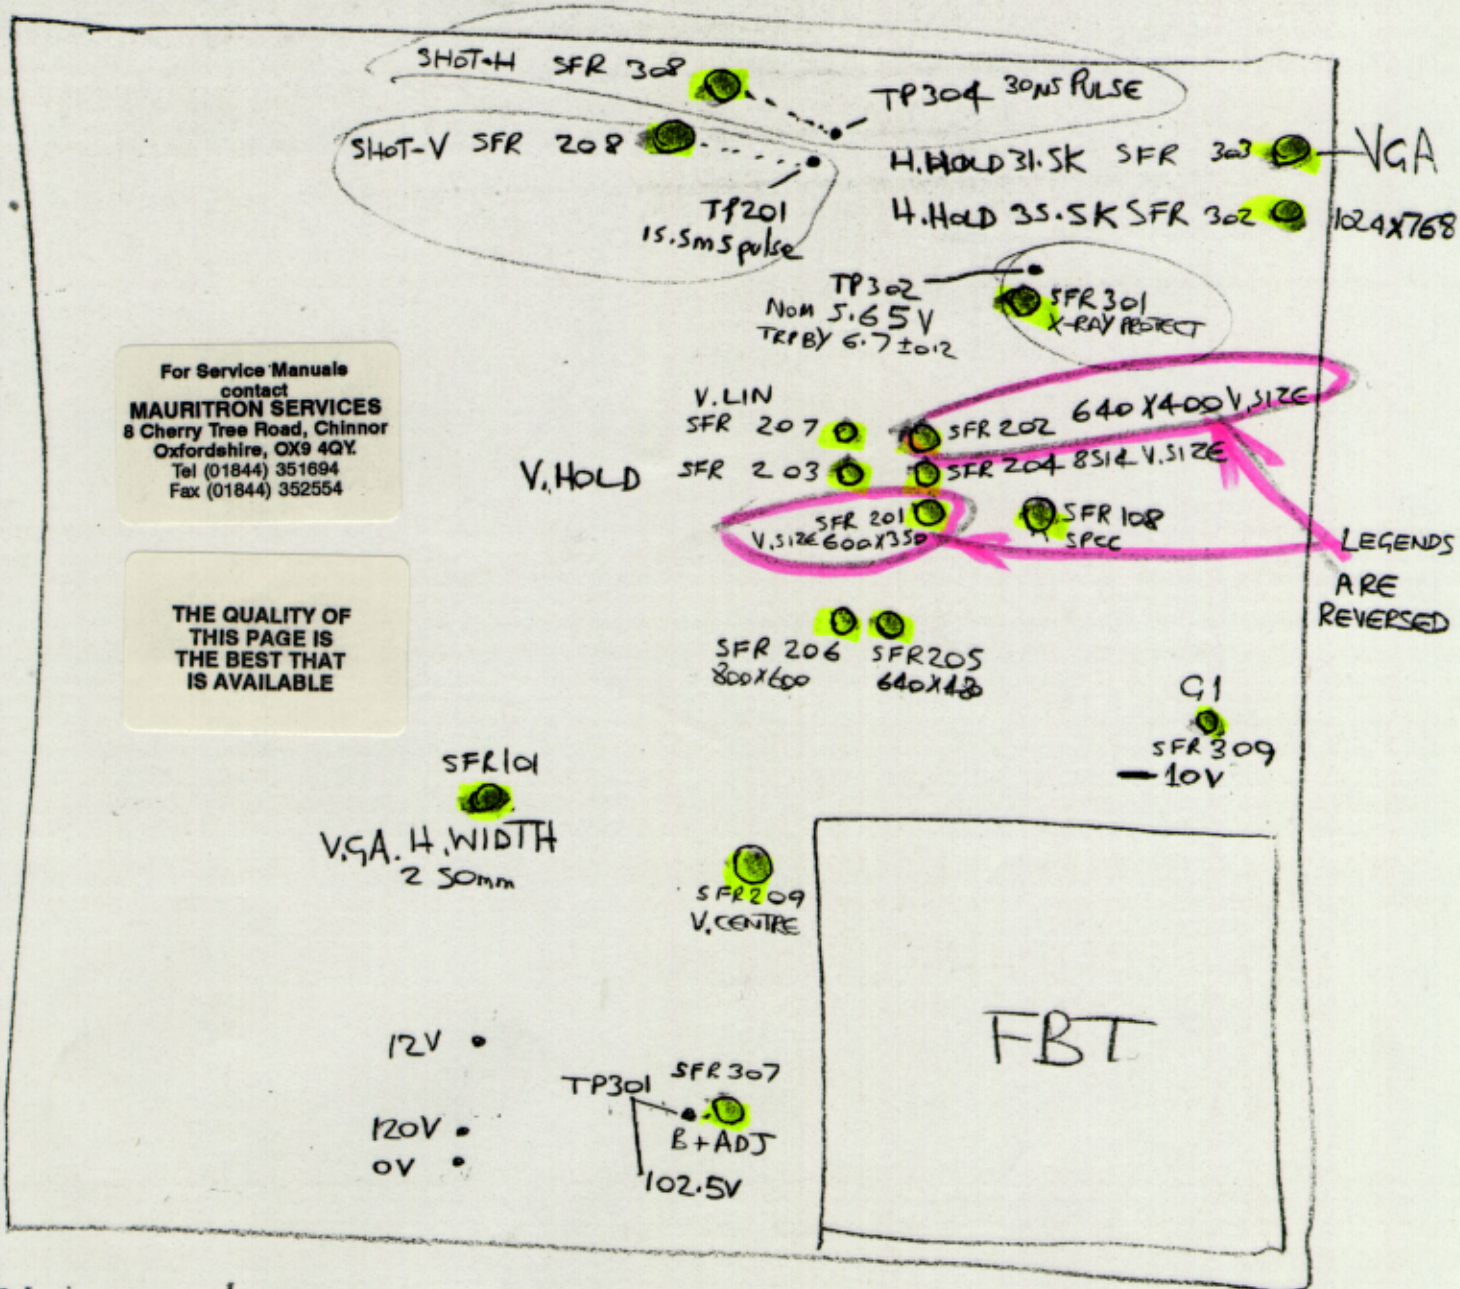 SHOT-H SFR 308
TP304 30NS PULSE
SHOT-V SFR 208
TP201
15.5mS pulse
H.HOLD 31.5K SFR 303
VGA
H.HOLD 35.5K SFR 302
1024X768
TP302
NOM 5.65V
TRPBY 6.7 ±0.2
SFR 301
X-RAY PROTECT
For Service Manuals
contact
MAURITRON SERVICES
8 Cherry Tree Road, Chinnor
Oxfordshire, OX9 4QY.
Tel (01844) 351694
Fax (01844) 352554
V.LIN
SFR 207
SFR 202 640X400 V.SIZE
V.HOLD SFR 203
SFR 204 8514 V.SIZE
SFR 201
V.SIZE 600X350
SFR 108
SPCC
LEGENDS
ARE
REVERSED
THE QUALITY OF
THIS PAGE IS
THE BEST THAT
IS AVAILABLE
SFR 206
800X600
SFR205
640X480
G1
SFR 309
-10V
SFR101
V.G.A. H.WIDTH
250mm
SFR209
V.CENTRE
FBT
12V
120V
0V
TP301
SFR307
B+ADJ
102.5V